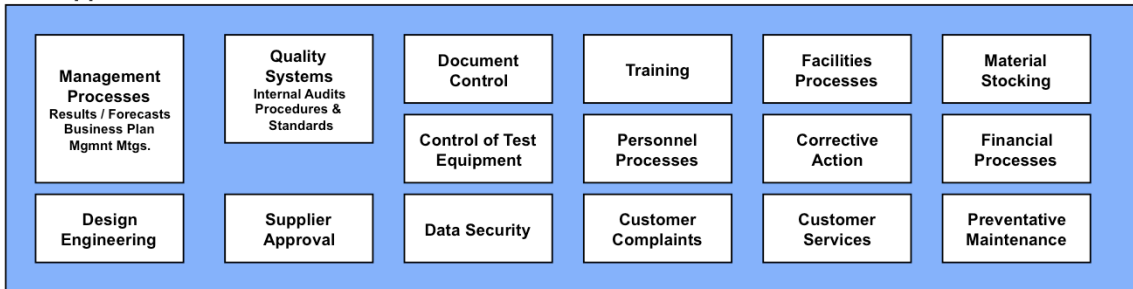 Management
Processes
Results / Forecasts
Business Plan
Mgmnt Mtgs.
Quality
Systems
Internal Audits
Procedures &
Standards
Document
Control
Training
Facilities
Processes
Material
Stocking
Control of Test
Equipment
Personnel
Processes
Corrective
Action
Financial
Processes
Design
Engineering
Supplier
Approval
Data Security
Customer
Complaints
Customer
Services
Preventative
Maintenance